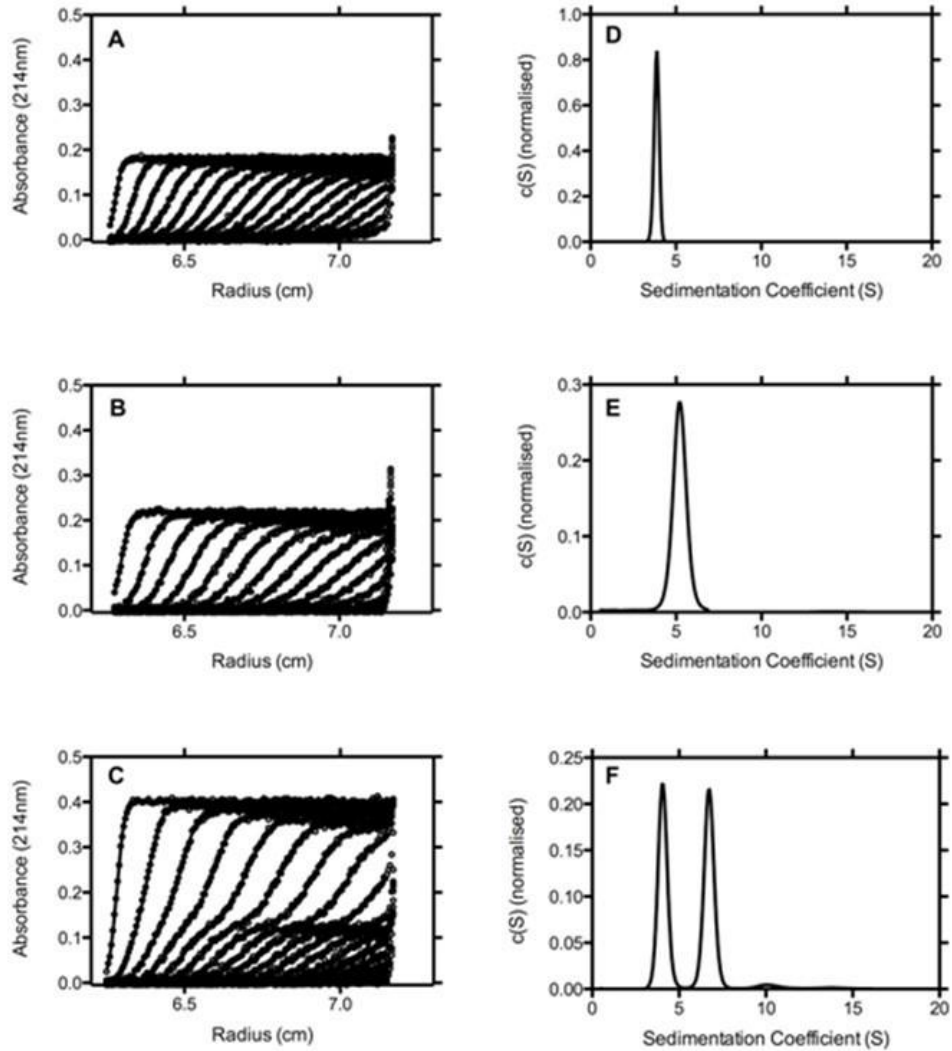 A
Absorbance (214nm)
0.5
0.4
0.3
0.2
0.1
0.0
6.5 7.0
Radius (cm)
D
c(S) (normalised)
1.0
0.8
0.6
0.4
0.2
0.0
0 5 10 15 20
Sedimentation Coefficient (S)
B
Absorbance (214nm)
0.5
0.4
0.3
0.2
0.1
0.0
6.5 7.0
Radius (cm)
E
c(S) (normalised)
0.3
0.2
0.1
0.0
0 5 10 15 20
Sedimentation Coefficient (S)
C
Absorbance (214nm)
0.5
0.4
0.3
0.2
0.1
0.0
6.5 7.0
Radius (cm)
F
c(S) (normalised)
0.25
0.20
0.15
0.10
0.05
0.00
0 5 10 15 20
Sedimentation Coefficient (S)